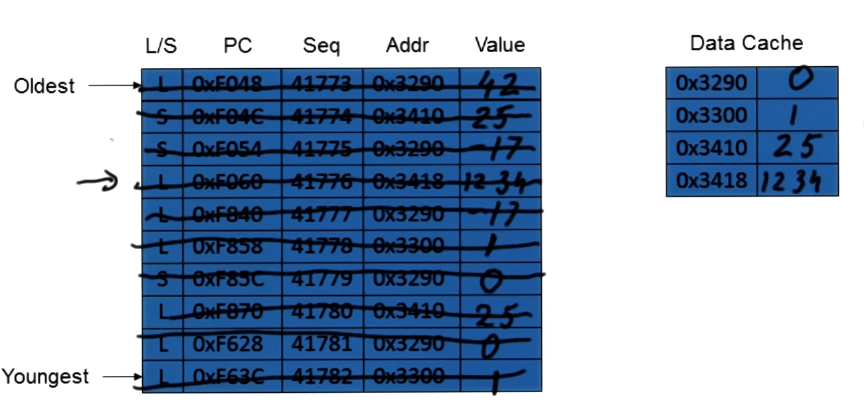 L/S PC Seq Addr Value Data Cache
Oldest L 0xF048 41773 0x3290 42 0x3290 0
S 0xF04C 41774 0x3410 25 0x3300 1
S 0xF054 41775 0x3290 -17 0x3410 25
L 0xF060 41776 0x3418 1234 0x3418 1234
L 0xF840 41777 0x3290 -17
L 0xF858 41778 0x3300 1
S 0xF85C 41779 0x3290 0
L 0xF870 41780 0x3410 25
L 0xF628 41781 0x3290 0
Youngest L 0xF63C 41782 0x3300 1